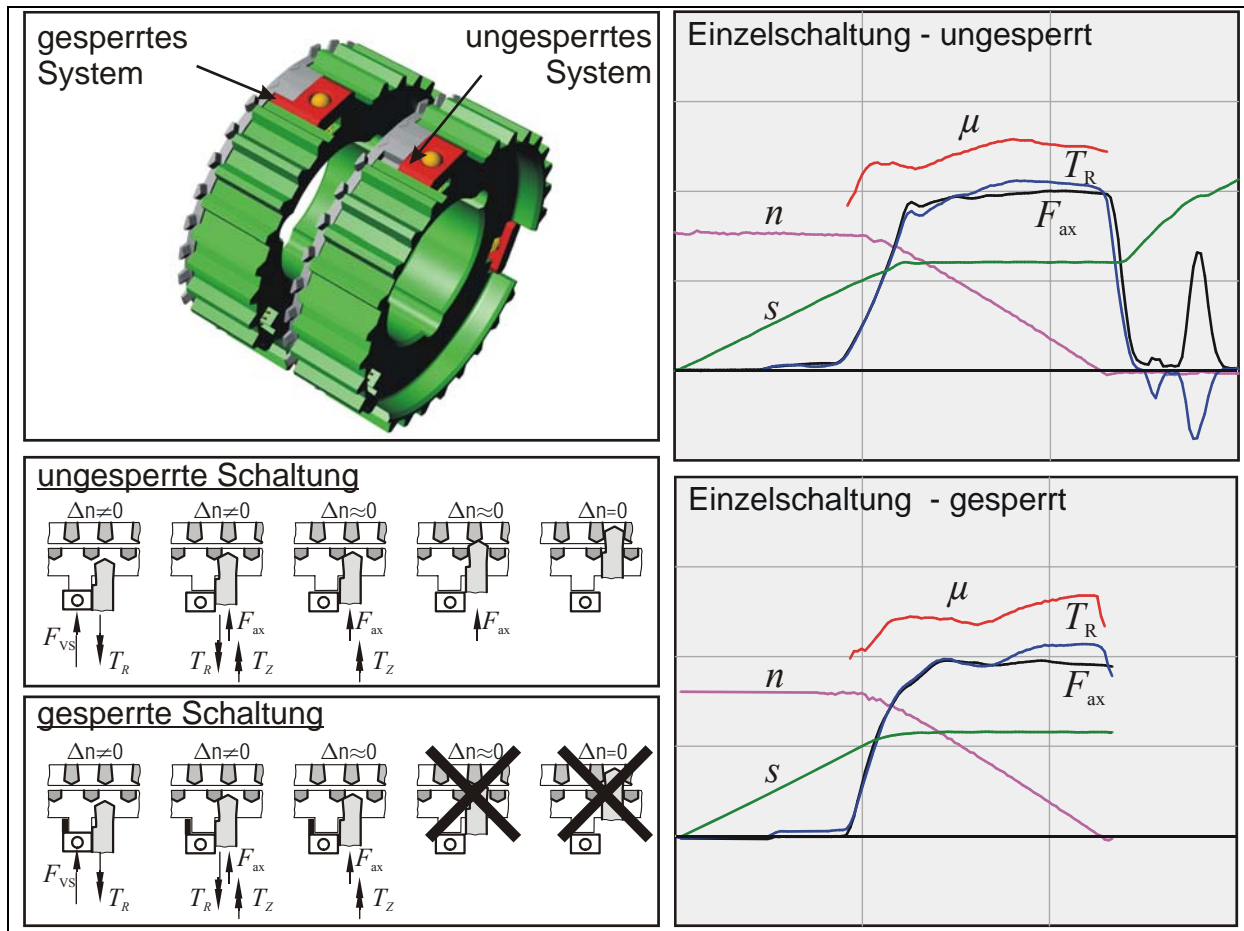 gesperrtes
System
ungesperrtes
System
ungesperrte Schaltung
Δn≠0 Δn≠0 Δn≈0 Δn≈0 Δn=0
F_VS T_R F_ax T_R T_Z F_ax T_Z F_ax
gesperrte Schaltung
Δn≠0 Δn≠0 Δn≈0 Δn≈0 Δn=0
F_VS T_R F_ax T_R T_Z F_ax T_Z
Einzelschaltung - ungesperrt
μ
T_R
n
F_ax
s
Einzelschaltung - gesperrt
μ
T_R
n
F_ax
s